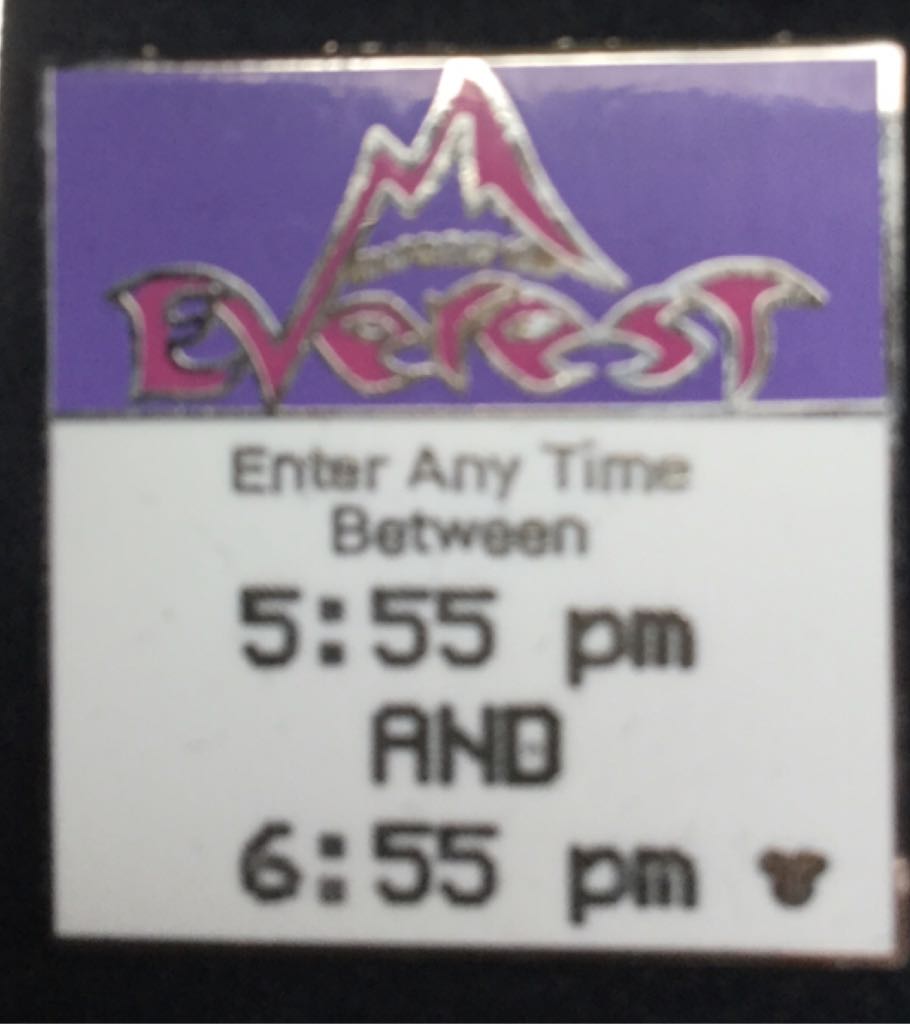 Everest
Enter Any Time
Between
5:55 pm
AND
6:55 pm